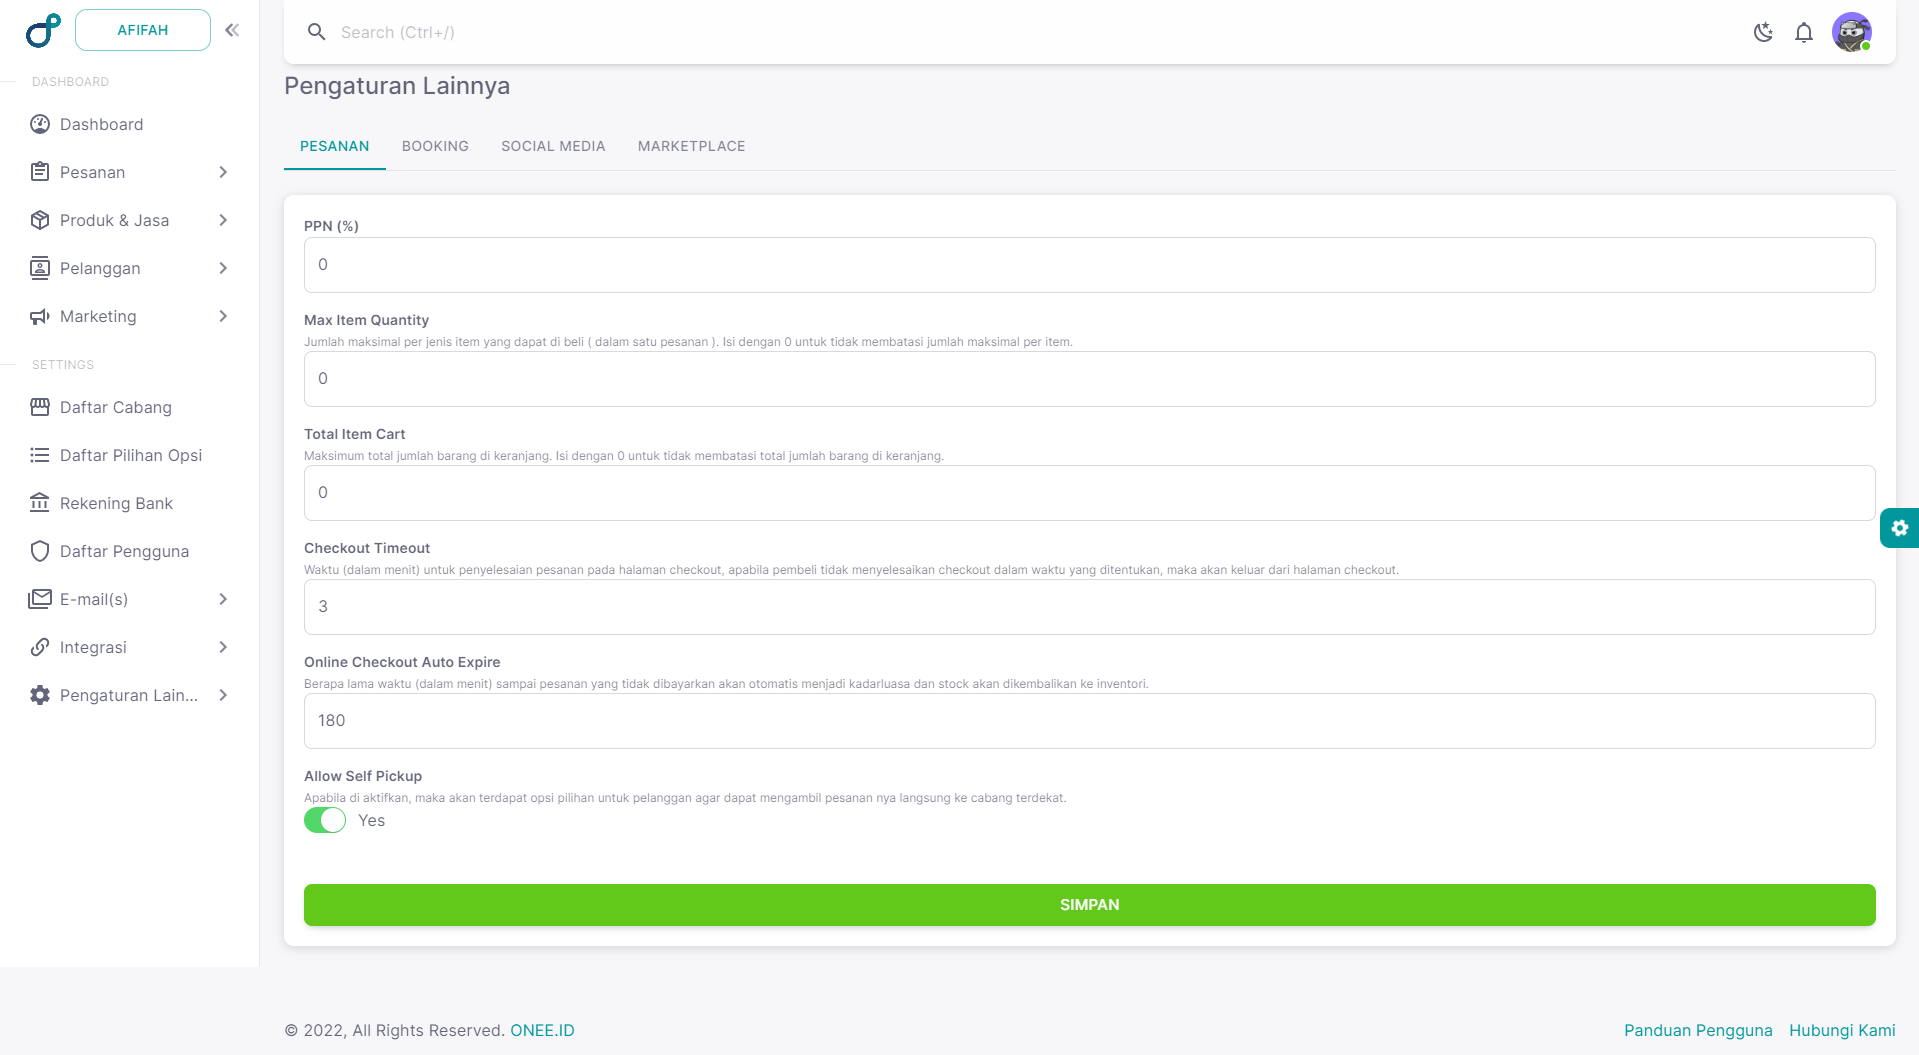 AFIFAH
Search (Ctrl+/)
DASHBOARD
Dashboard
Pesanan
Produk & Jasa
Pelanggan
Marketing
SETTINGS
Daftar Cabang
Daftar Pilihan Opsi
Rekening Bank
Daftar Pengguna
E-mail(s)
Integrasi
Pengaturan Lain...
Pengaturan Lainnya
PESANAN BOOKING SOCIAL MEDIA MARKETPLACE
PPN (%)
0
Max Item Quantity
Jumlah maksimal per jenis item yang dapat di beli ( dalam satu pesanan ). Isi dengan 0 untuk tidak membatasi jumlah maksimal per item.
0
Total Item Cart
Maksimum total jumlah barang di keranjang. Isi dengan 0 untuk tidak membatasi total jumlah barang di keranjang.
0
Checkout Timeout
Waktu (dalam menit) untuk penyelesaian pesanan pada halaman checkout, apabila pembeli tidak menyelesaikan checkout dalam waktu yang ditentukan, maka akan keluar dari halaman checkout.
3
Online Checkout Auto Expire
Berapa lama waktu (dalam menit) sampai pesanan yang tidak dibayarkan akan otomatis menjadi kadarluasa dan stock akan dikembalikan ke inventori.
180
Allow Self Pickup
Apabila di aktifkan, maka akan terdapat opsi pilihan untuk pelanggan agar dapat mengambil pesanan nya langsung ke cabang terdekat.
Yes
SIMPAN
© 2022, All Rights Reserved. ONEE.ID
Panduan Pengguna Hubungi Kami